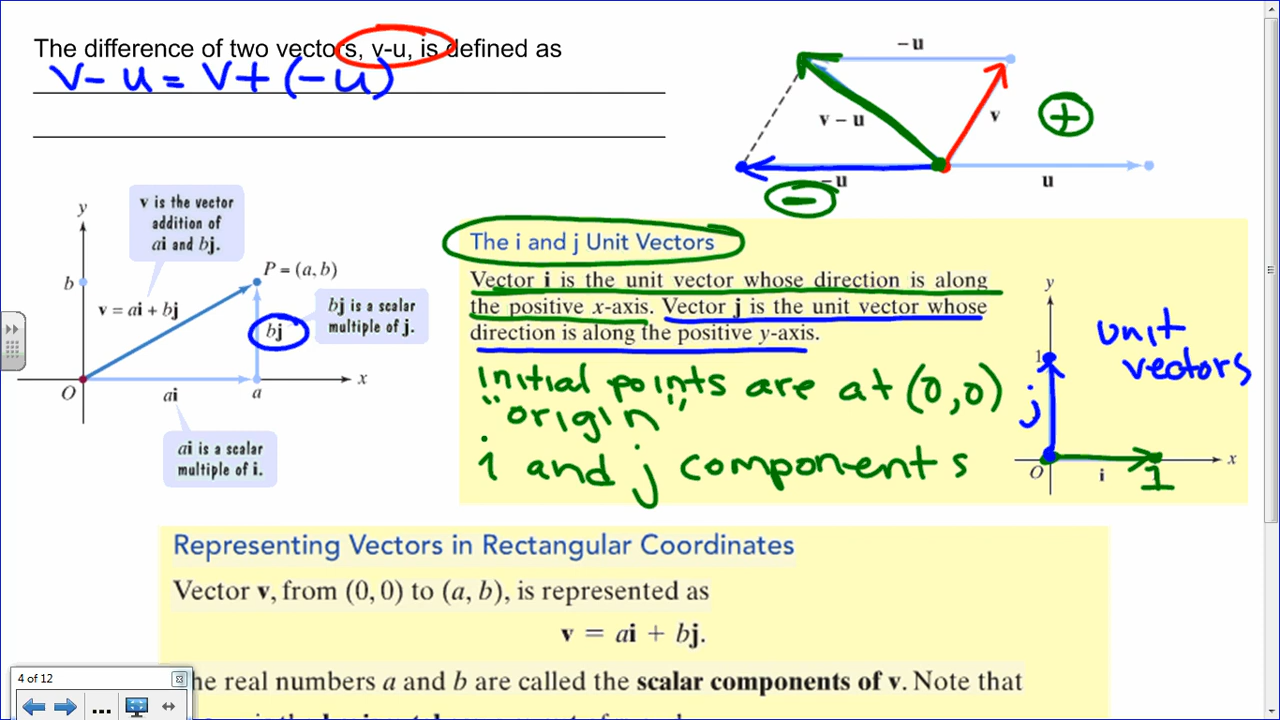 The difference of two vectors, v-u, is defined as
v - u = v + (-u)
-u
v - u
v
+
-u
u
-
y
v is the vector
addition of
ai and bj.
b
P = (a, b)
v = ai + bj
bj is a scalar
multiple of j.
bj
O
ai
a
x
ai is a scalar
multiple of i.
The i and j Unit Vectors
Vector i is the unit vector whose direction is along
the positive x-axis. Vector j is the unit vector whose
direction is along the positive y-axis.
initial points are at (0,0)
"origin"
i and j components
y
1
unit
vectors
j
O
i
1
x
Representing Vectors in Rectangular Coordinates
Vector v, from (0, 0) to (a, b), is represented as
v = ai + bj.
he real numbers a and b are called the scalar components of v. Note that
4 of 12
...